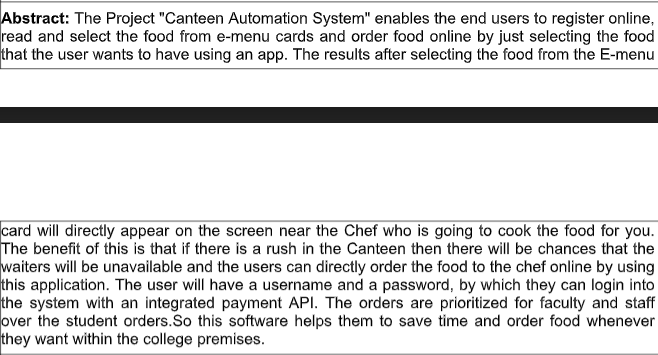 Abstract: The Project "Canteen Automation System" enables the end users to register online,
read and select the food from e-menu cards and order food online by just selecting the food
that the user wants to have using an app. The results after selecting the food from the E-menu
card will directly appear on the screen near the Chef who is going to cook the food for you.
The benefit of this is that if there is a rush in the Canteen then there will be chances that the
waiters will be unavailable and the users can directly order the food to the chef online by using
this application. The user will have a username and a password, by which they can login into
the system with an integrated payment API. The orders are prioritized for faculty and staff
over the student orders.So this software helps them to save time and order food whenever
they want within the college premises.